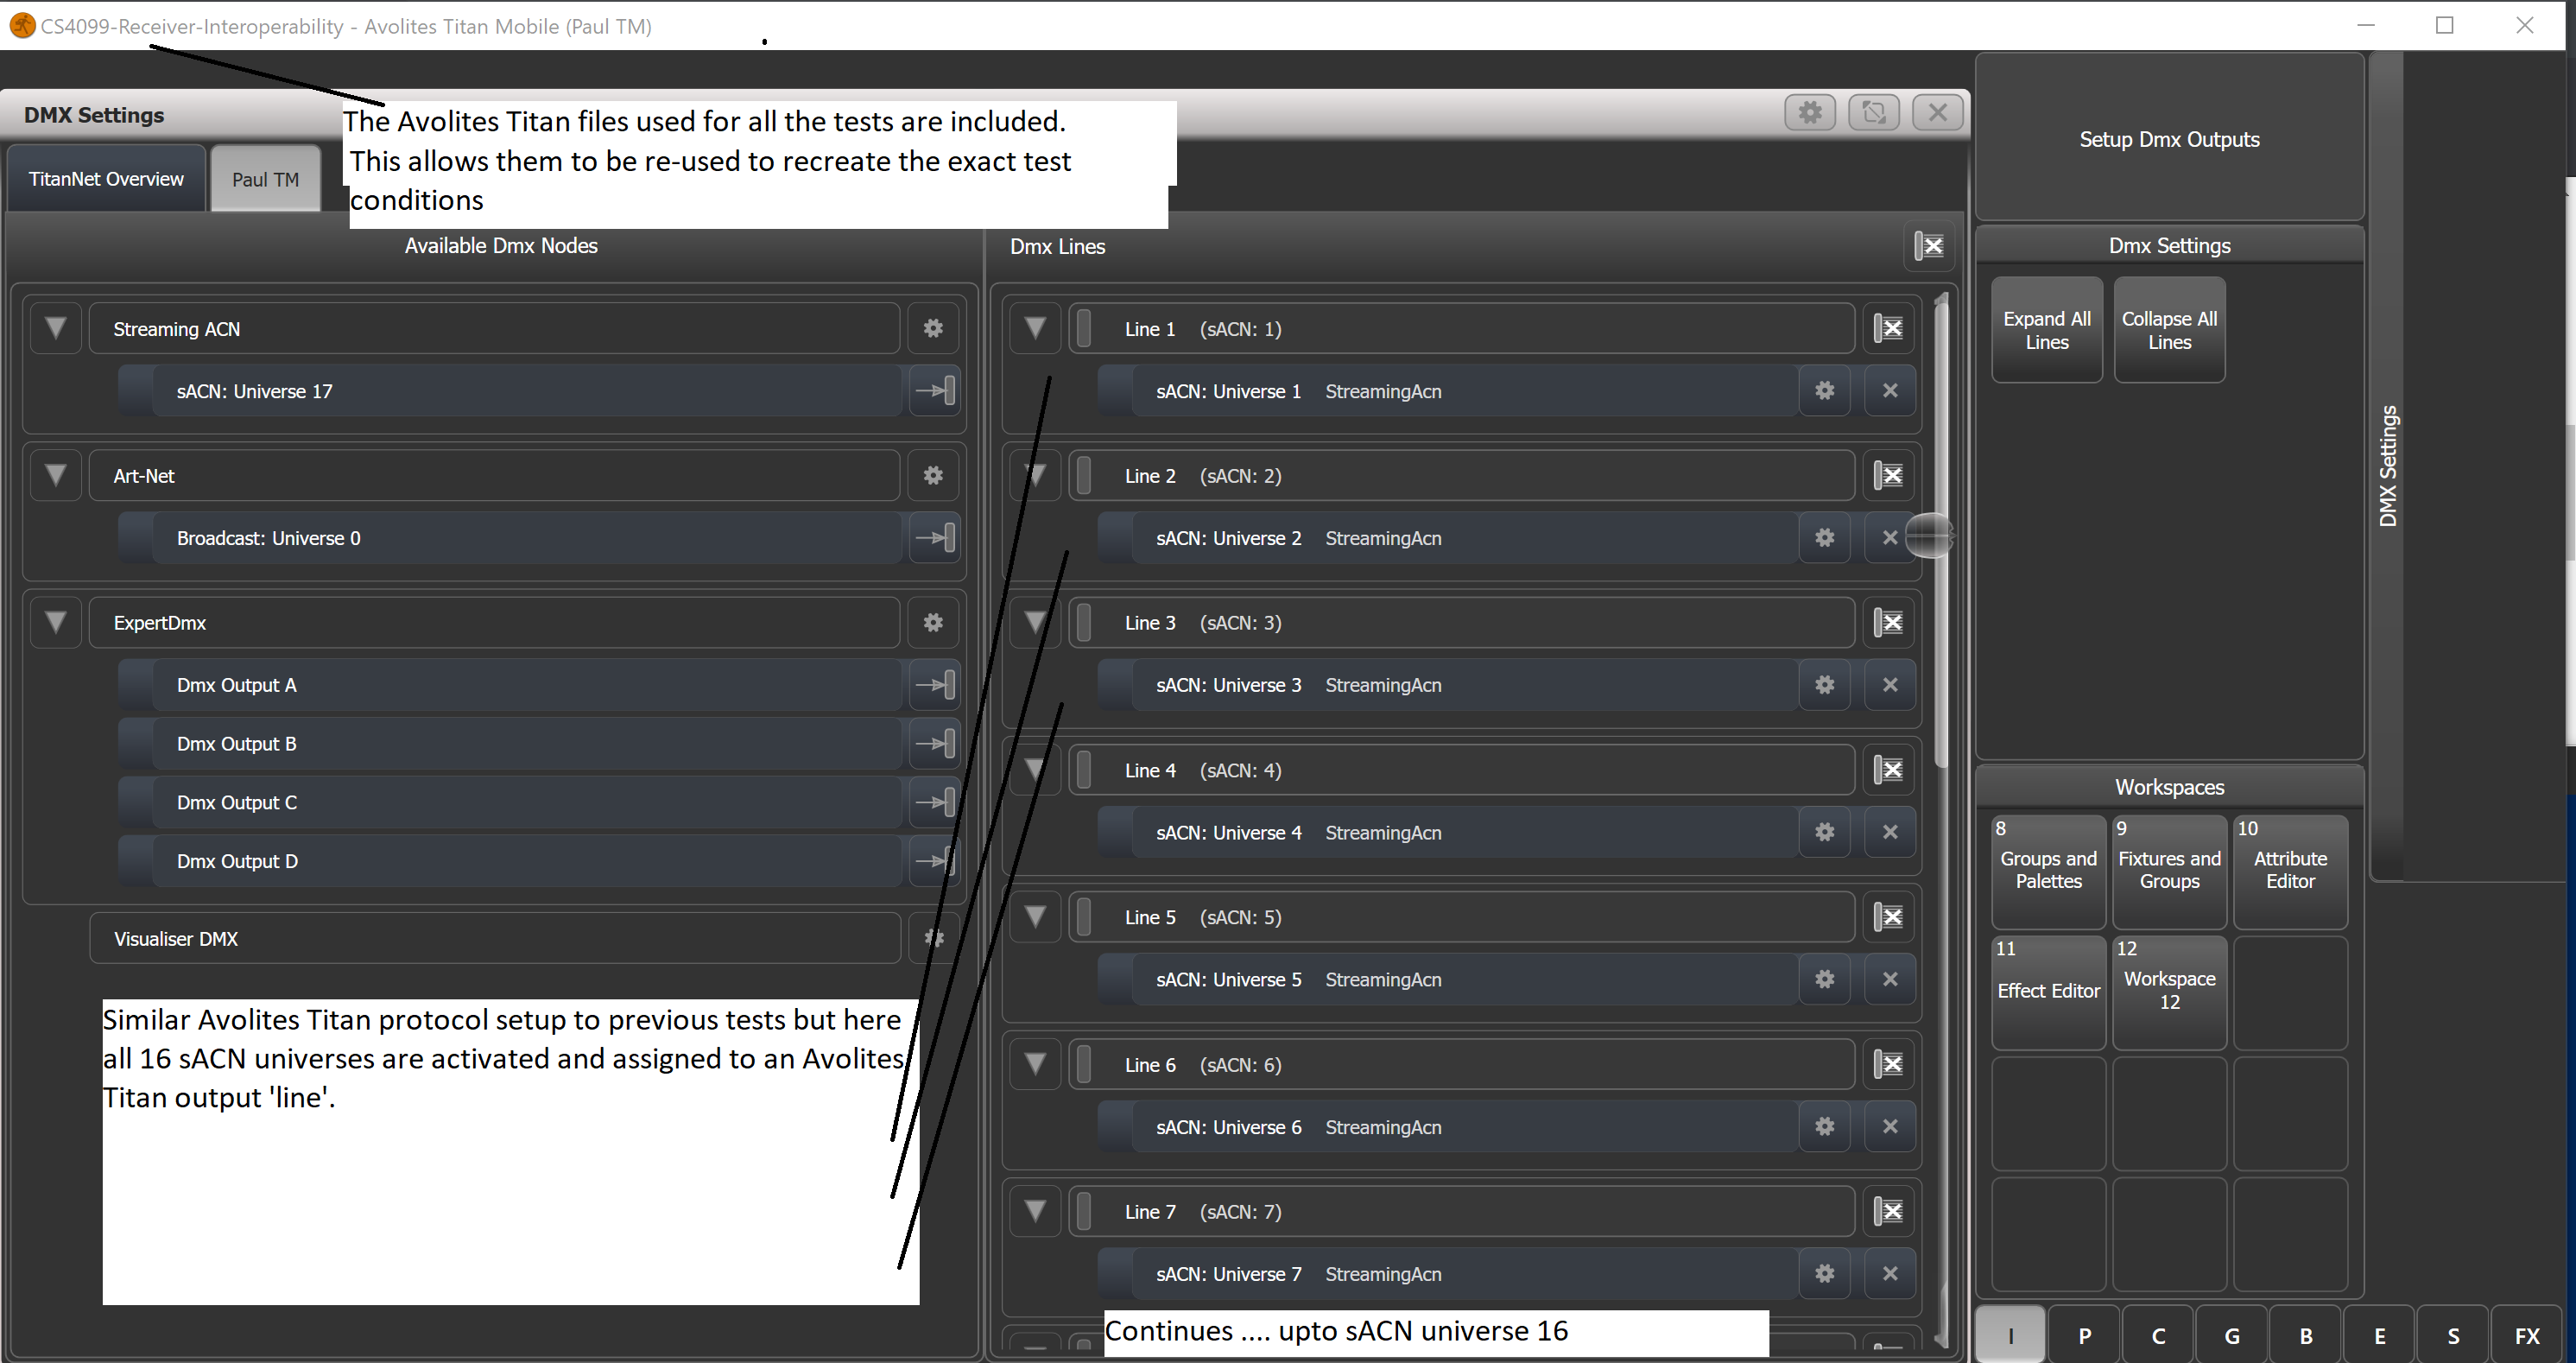 CS4099-Receiver-Interoperability - Avolites Titan Mobile (Paul TM)
The Avolites Titan files used for all the tests are included.
This allows them to be re-used to recreate the exact test
conditions
DMX Settings
TitanNet Overview
Paul TM
Available Dmx Nodes
Streaming ACN
sACN: Universe 17
Art-Net
Broadcast: Universe 0
ExpertDmx
Dmx Output A
Dmx Output B
Dmx Output C
Dmx Output D
Visualiser DMX
Similar Avolites Titan protocol setup to previous tests but here
all 16 sACN universes are activated and assigned to an Avolites
Titan output 'line'.
Dmx Lines
Line 1 (sACN: 1)
sACN: Universe 1 StreamingAcn
Line 2 (sACN: 2)
sACN: Universe 2 StreamingAcn
Line 3 (sACN: 3)
sACN: Universe 3 StreamingAcn
Line 4 (sACN: 4)
sACN: Universe 4 StreamingAcn
Line 5 (sACN: 5)
sACN: Universe 5 StreamingAcn
Line 6 (sACN: 6)
sACN: Universe 6 StreamingAcn
Line 7 (sACN: 7)
sACN: Universe 7 StreamingAcn
Continues .... upto sACN universe 16
Setup Dmx Outputs
Dmx Settings
Expand All
Lines
Collapse All
Lines
DMX Settings
Workspaces
8
Groups and
Palettes
9
Fixtures and
Groups
10
Attribute
Editor
11
Effect Editor
12
Workspace
12
I P C G B E S FX